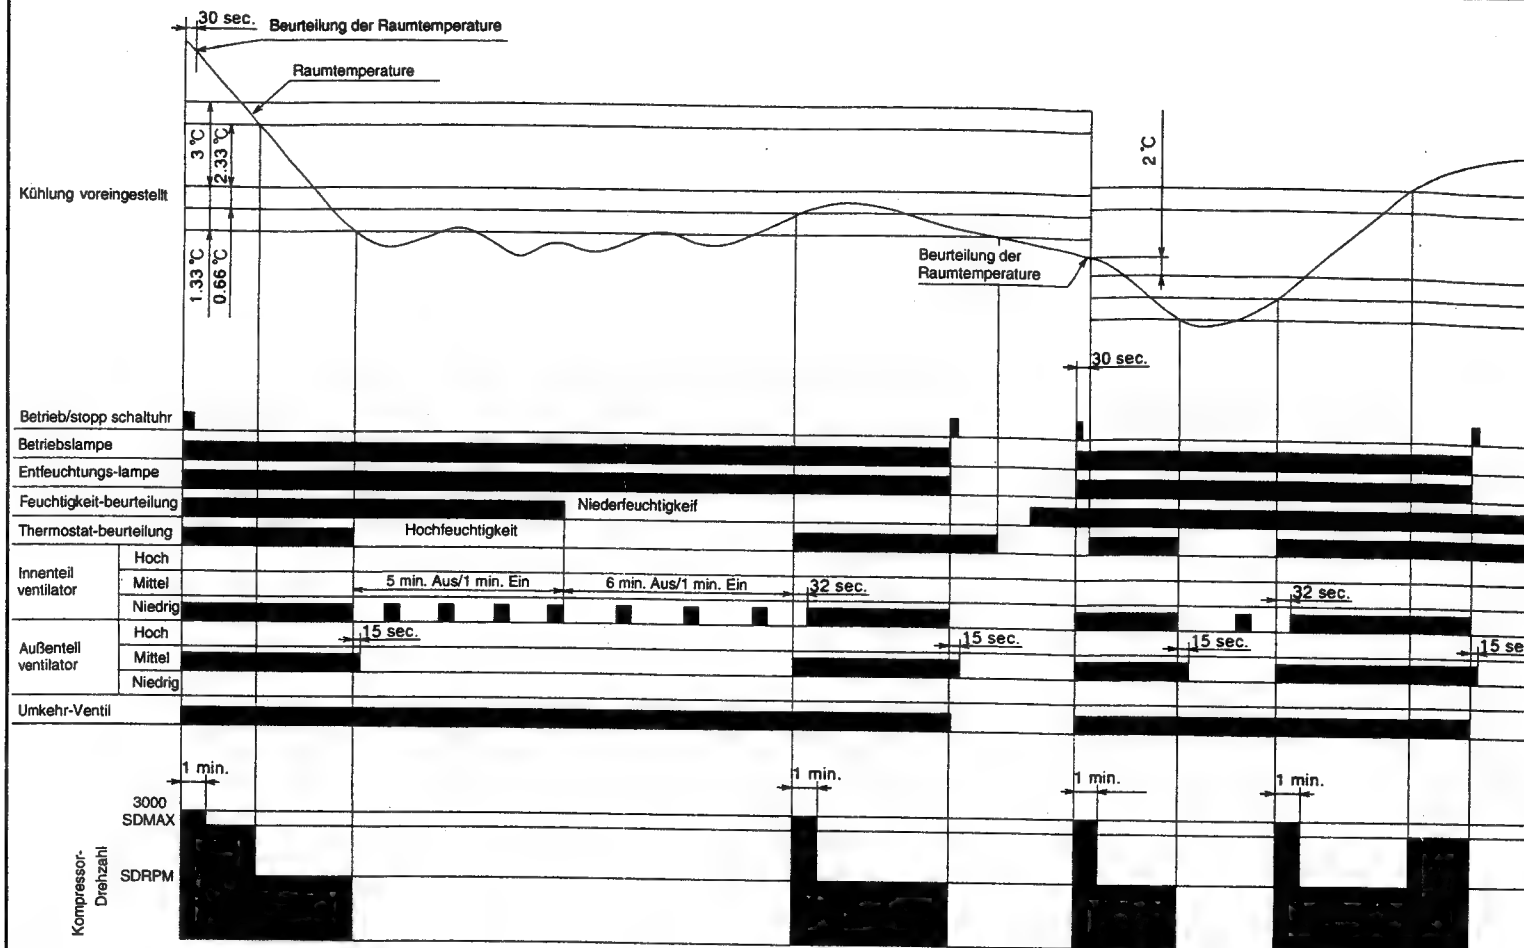 30 sec.
Beurteilung der Raumtemperature
Raumtemperature
3 °C
2.33 °C
2 °C
Kühlung voreingestellt
1.33 °C
0.66 °C
Beurteilung der
Raumtemperature
30 sec.
Betrieb/stopp schaltuhr
Betriebslampe
Entfeuchtungs-lampe
Feuchtigkeit-beurteilung
Niederfeuchtigkeif
Thermostat-beurteilung
Hochfeuchtigkeit
Innenteil
ventilator
Hoch
Mittel
5 min. Aus/1 min. Ein
6 min. Aus/1 min. Ein
32 sec.
32 sec.
Niedrig
Außenteil
ventilator
Hoch
15 sec.
15 sec.
15 sec.
15 se
Mittel
Niedrig
Umkehr-Ventil
1 min.
1 min.
1 min.
1 min.
3000
SDMAX
SDRPM
Kompressor-
Drehzahl